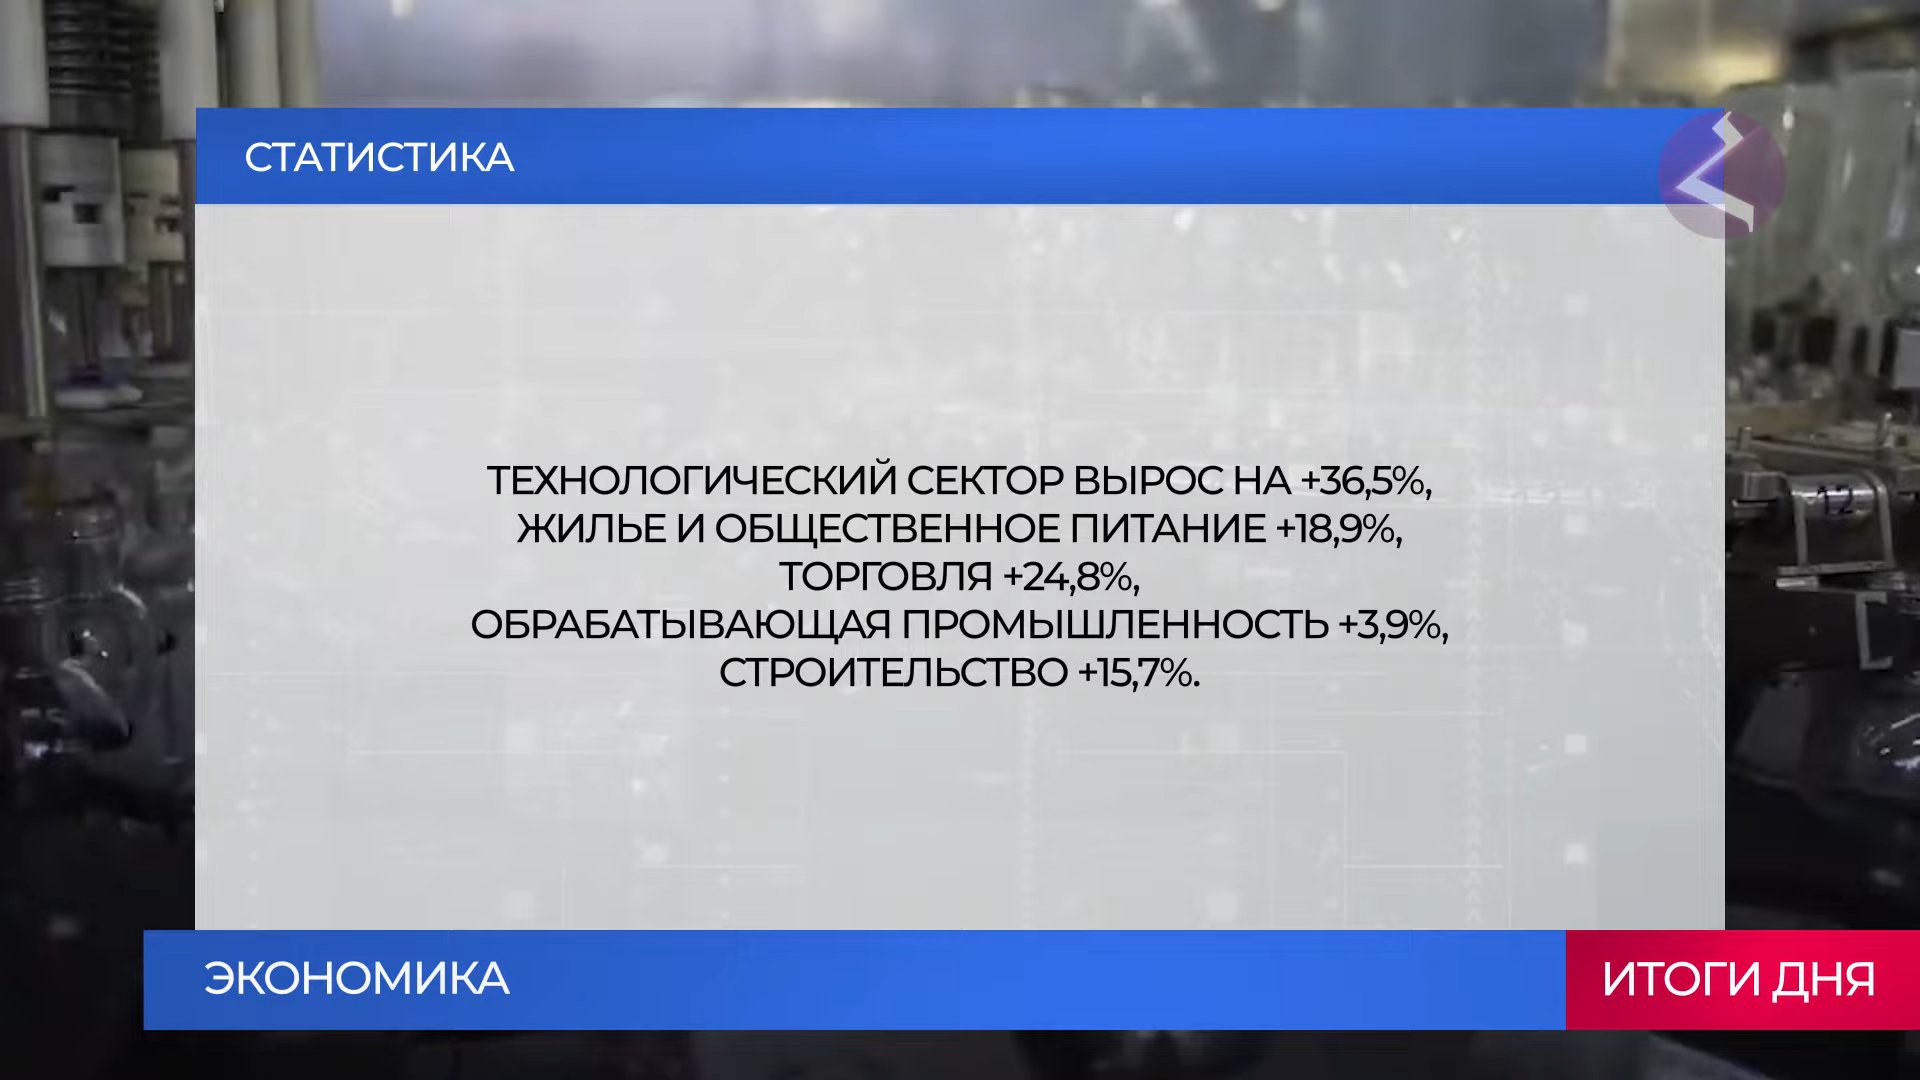 СТАТИСТИКА
ТЕХНОЛОГИЧЕСКИЙ СЕКТОР ВЫРОС НА +36,5%,
ЖИЛЬЕ И ОБЩЕСТВЕННОЕ ПИТАНИЕ +18,9%,
ТОРГОВЛЯ +24,8%,
ОБРАБАТЫВАЮЩАЯ ПРОМЫШЛЕННОСТЬ +3,9%,
СТРОИТЕЛЬСТВО +15,7%.
12
ЭКОНОМИКА
ИТОГИ ДНЯ